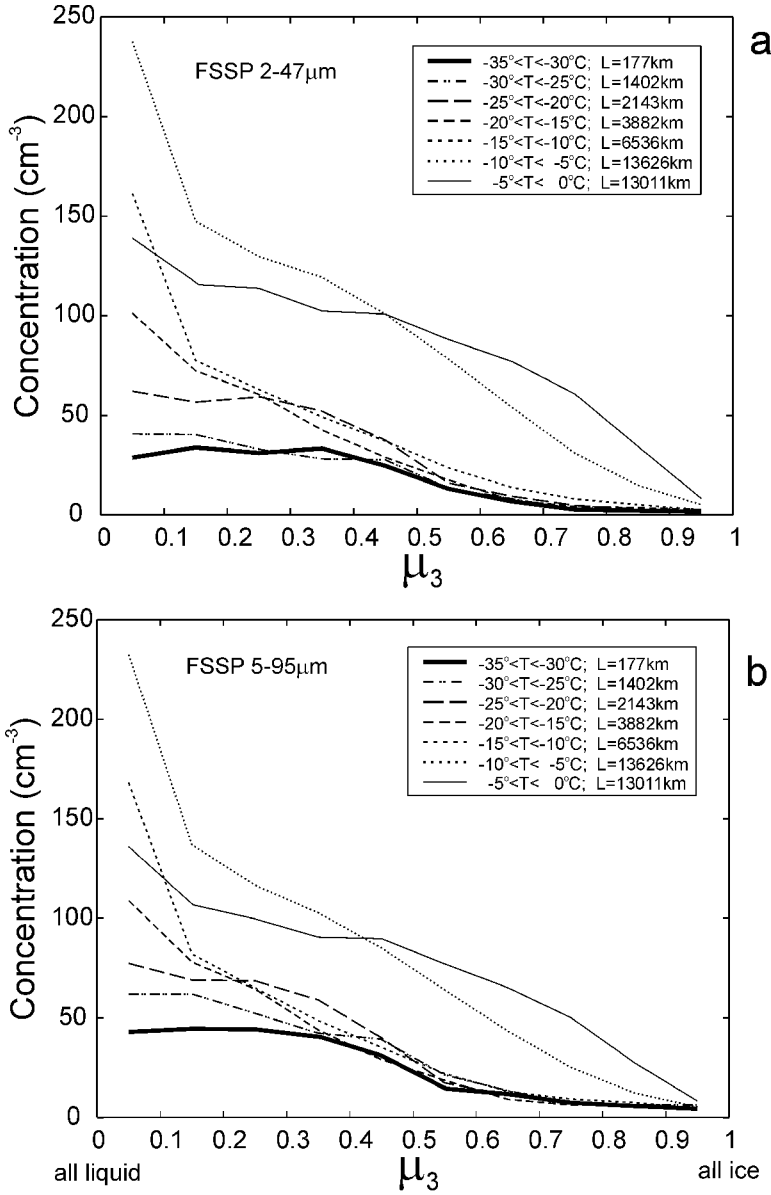 a
250
200
150
100
50
0
Concentration (cm-3)
FSSP 2-47μm
-35°<T<-30°C; L=177km
-30°<T<-25°C; L=1402km
-25°<T<-20°C; L=2143km
-20°<T<-15°C; L=3882km
-15°<T<-10°C; L=6536km
-10°<T< -5°C; L=13626km
-5°<T< 0°C; L=13011km
0 0.1 0.2 0.3 0.4 0.5 0.6 0.7 0.8 0.9 1
μ3
b
250
200
150
100
50
0
Concentration (cm-3)
FSSP 5-95μm
-35°<T<-30°C; L=177km
-30°<T<-25°C; L=1402km
-25°<T<-20°C; L=2143km
-20°<T<-15°C; L=3882km
-15°<T<-10°C; L=6536km
-10°<T< -5°C; L=13626km
-5°<T< 0°C; L=13011km
0 0.1 0.2 0.3 0.4 0.5 0.6 0.7 0.8 0.9 1
all liquid μ3 all ice